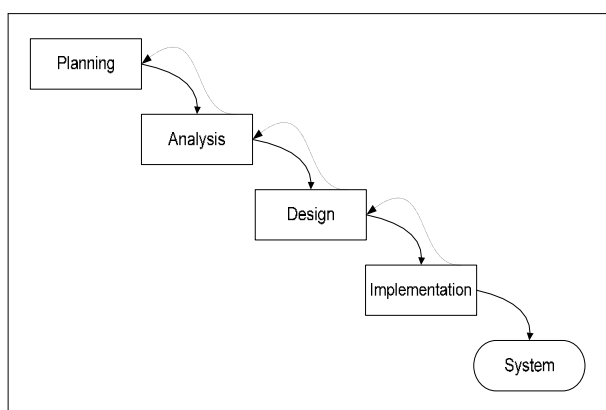 Planning
Analysis
Design
Implementation
System